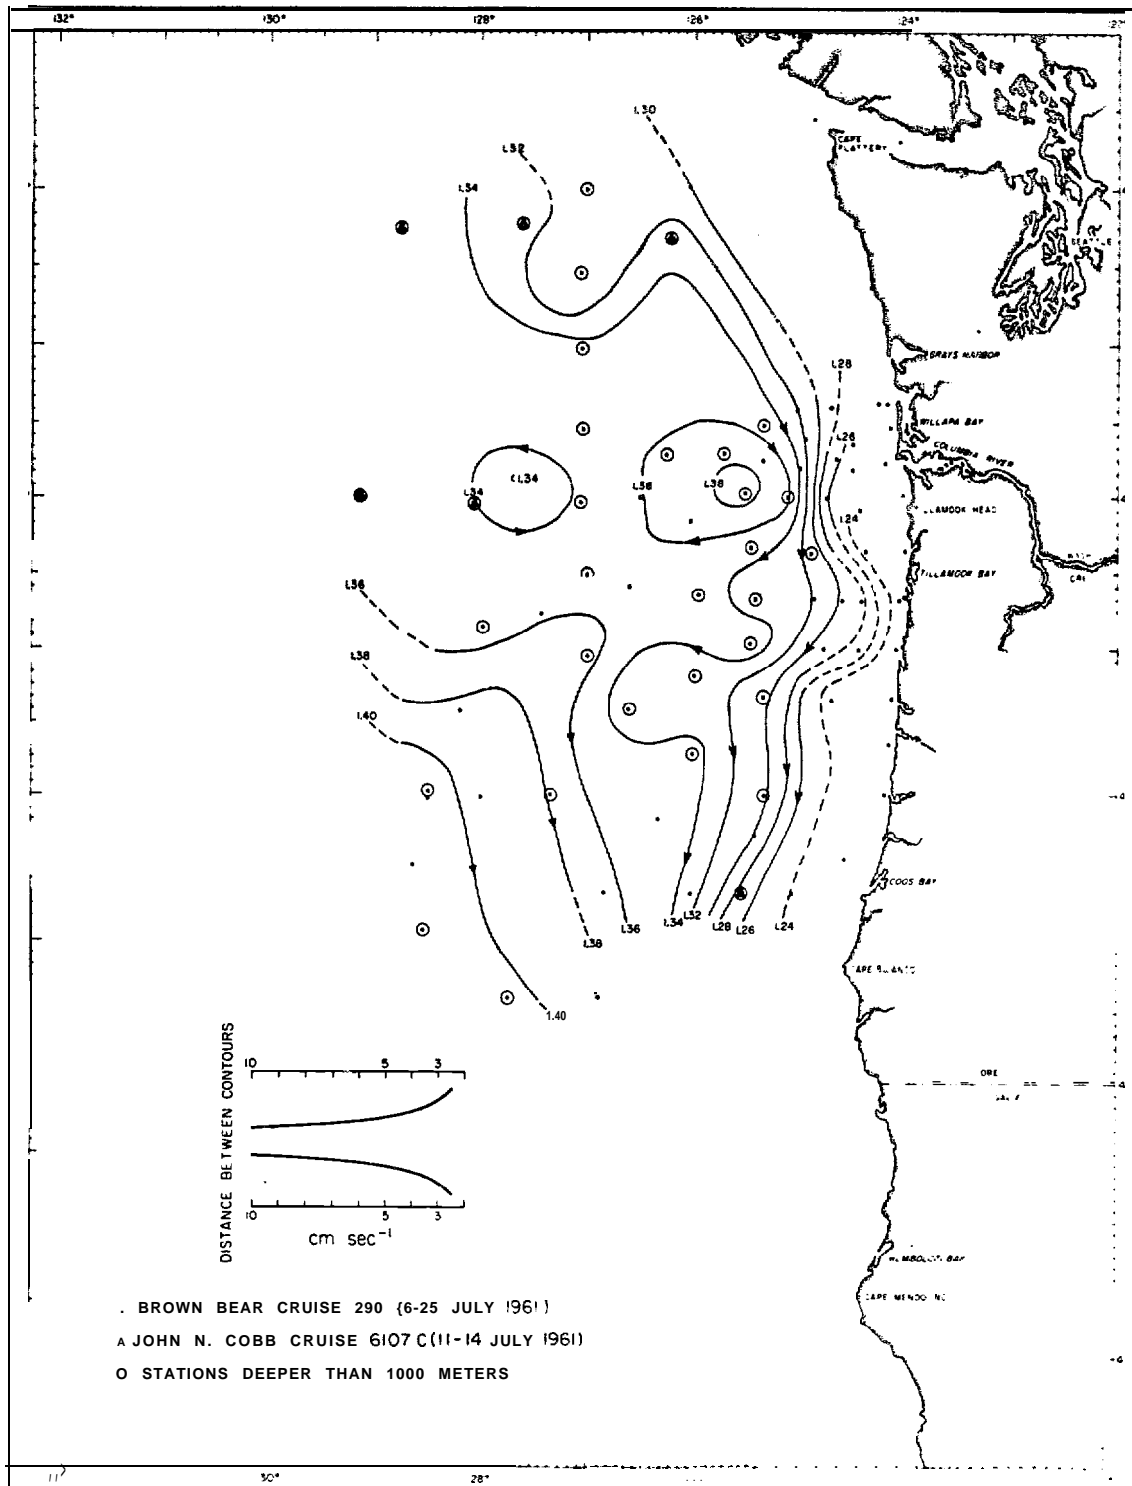 132° 130° 128° 126° 124°
1.30
CAPE FLATTERY
1.32
1.34
SEATTLE
GRAYS HARBOR
1.28
WILLAPA BAY
1.26
COLUMBIA RIVER
1.34
1.34
1.36
1.38
1.24
LAMOOK HEAD
WASH
TILLAMOOK BAY
1.36
1.38
1.40
COOS BAY
1.38
1.36
1.34
1.32
1.28
1.26
1.24
1.40
ORE
DISTANCE BETWEEN CONTOURS
10 5 3
10 5 3
cm sec⁻¹
HUMBOLDT BAY
CAPE MENDO NO
. BROWN BEAR CRUISE 290 (6-25 JULY 1961)
A JOHN N. COBB CRUISE 6107 C (11-14 JULY 1961)
O STATIONS DEEPER THAN 1000 METERS
30° 28°